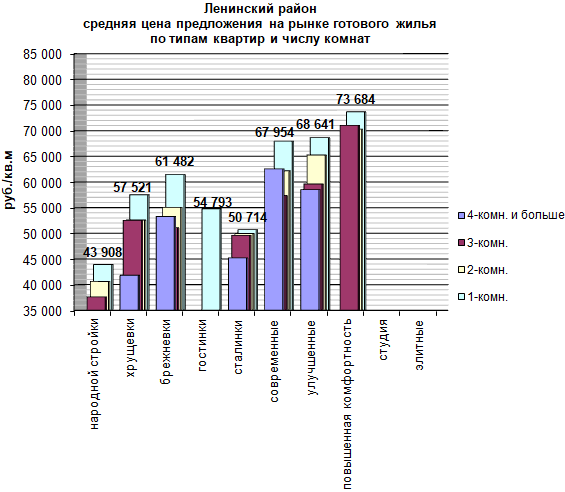 Ленинский район
средняя цена предложения на рынке готового жилья
по типам квартир и числу комнат
руб./кв.м
85 000
80 000
75 000
70 000
65 000
60 000
55 000
50 000
45 000
40 000
35 000
43 908
57 521
61 482
54 793
50 714
67 954
68 641
73 684
народной стройки
хрущевки
брежневки
гостинки
сталинки
современные
улучшенные
повышенная комфортность
студия
элитные
4-комн. и больше
3-комн.
2-комн.
1-комн.